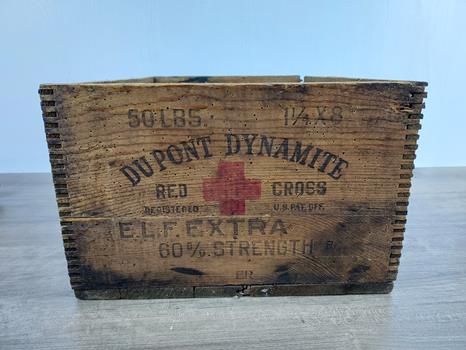 50 LBS. 1¼ X 8
DU PONT DYNAMITE
RED CROSS
REGISTERED U.S. PAT. OFF.
E.L.F. EXTRA
60% STRENGTH